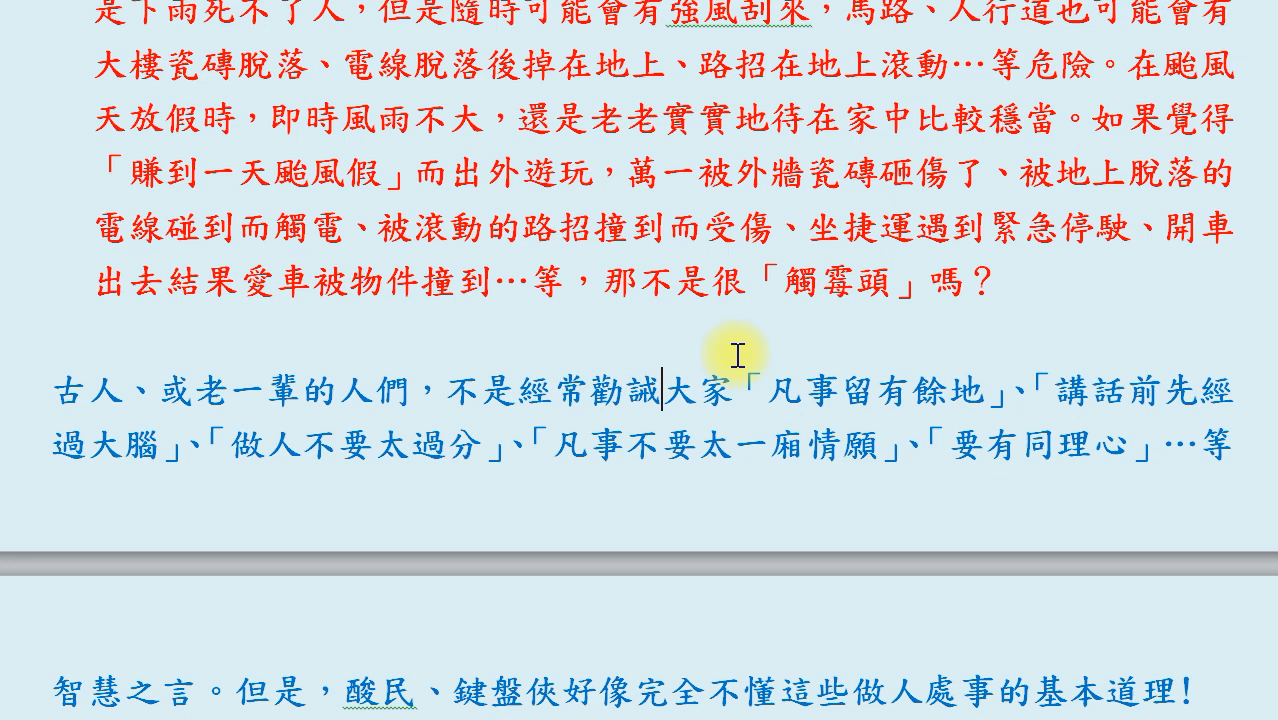 是下雨死不了人，但是隨時可能會有強風刮來，馬路、人行道也可能會有
大樓瓷磚脫落、電線脫落後掉在地上、路招在地上滾動…等危險。在颱風
天放假時，即時風雨不大，還是老老實實地待在家中比較穩當。如果覺得
「賺到一天颱風假」而出外遊玩，萬一被外牆瓷磚砸傷了、被地上脫落的
電線碰到而觸電、被滾動的路招撞到而受傷、坐捷運遇到緊急停駛、開車
出去結果愛車被物件撞到…等，那不是很「觸霉頭」嗎？
古人、或老一輩的人們，不是經常勸誡大家「凡事留有餘地」、「講話前先經
過大腦」、「做人不要太過分」、「凡事不要太一廂情願」、「要有同理心」…等
智慧之言。但是，酸民、鍵盤俠好像完全不懂這些做人處事的基本道理!